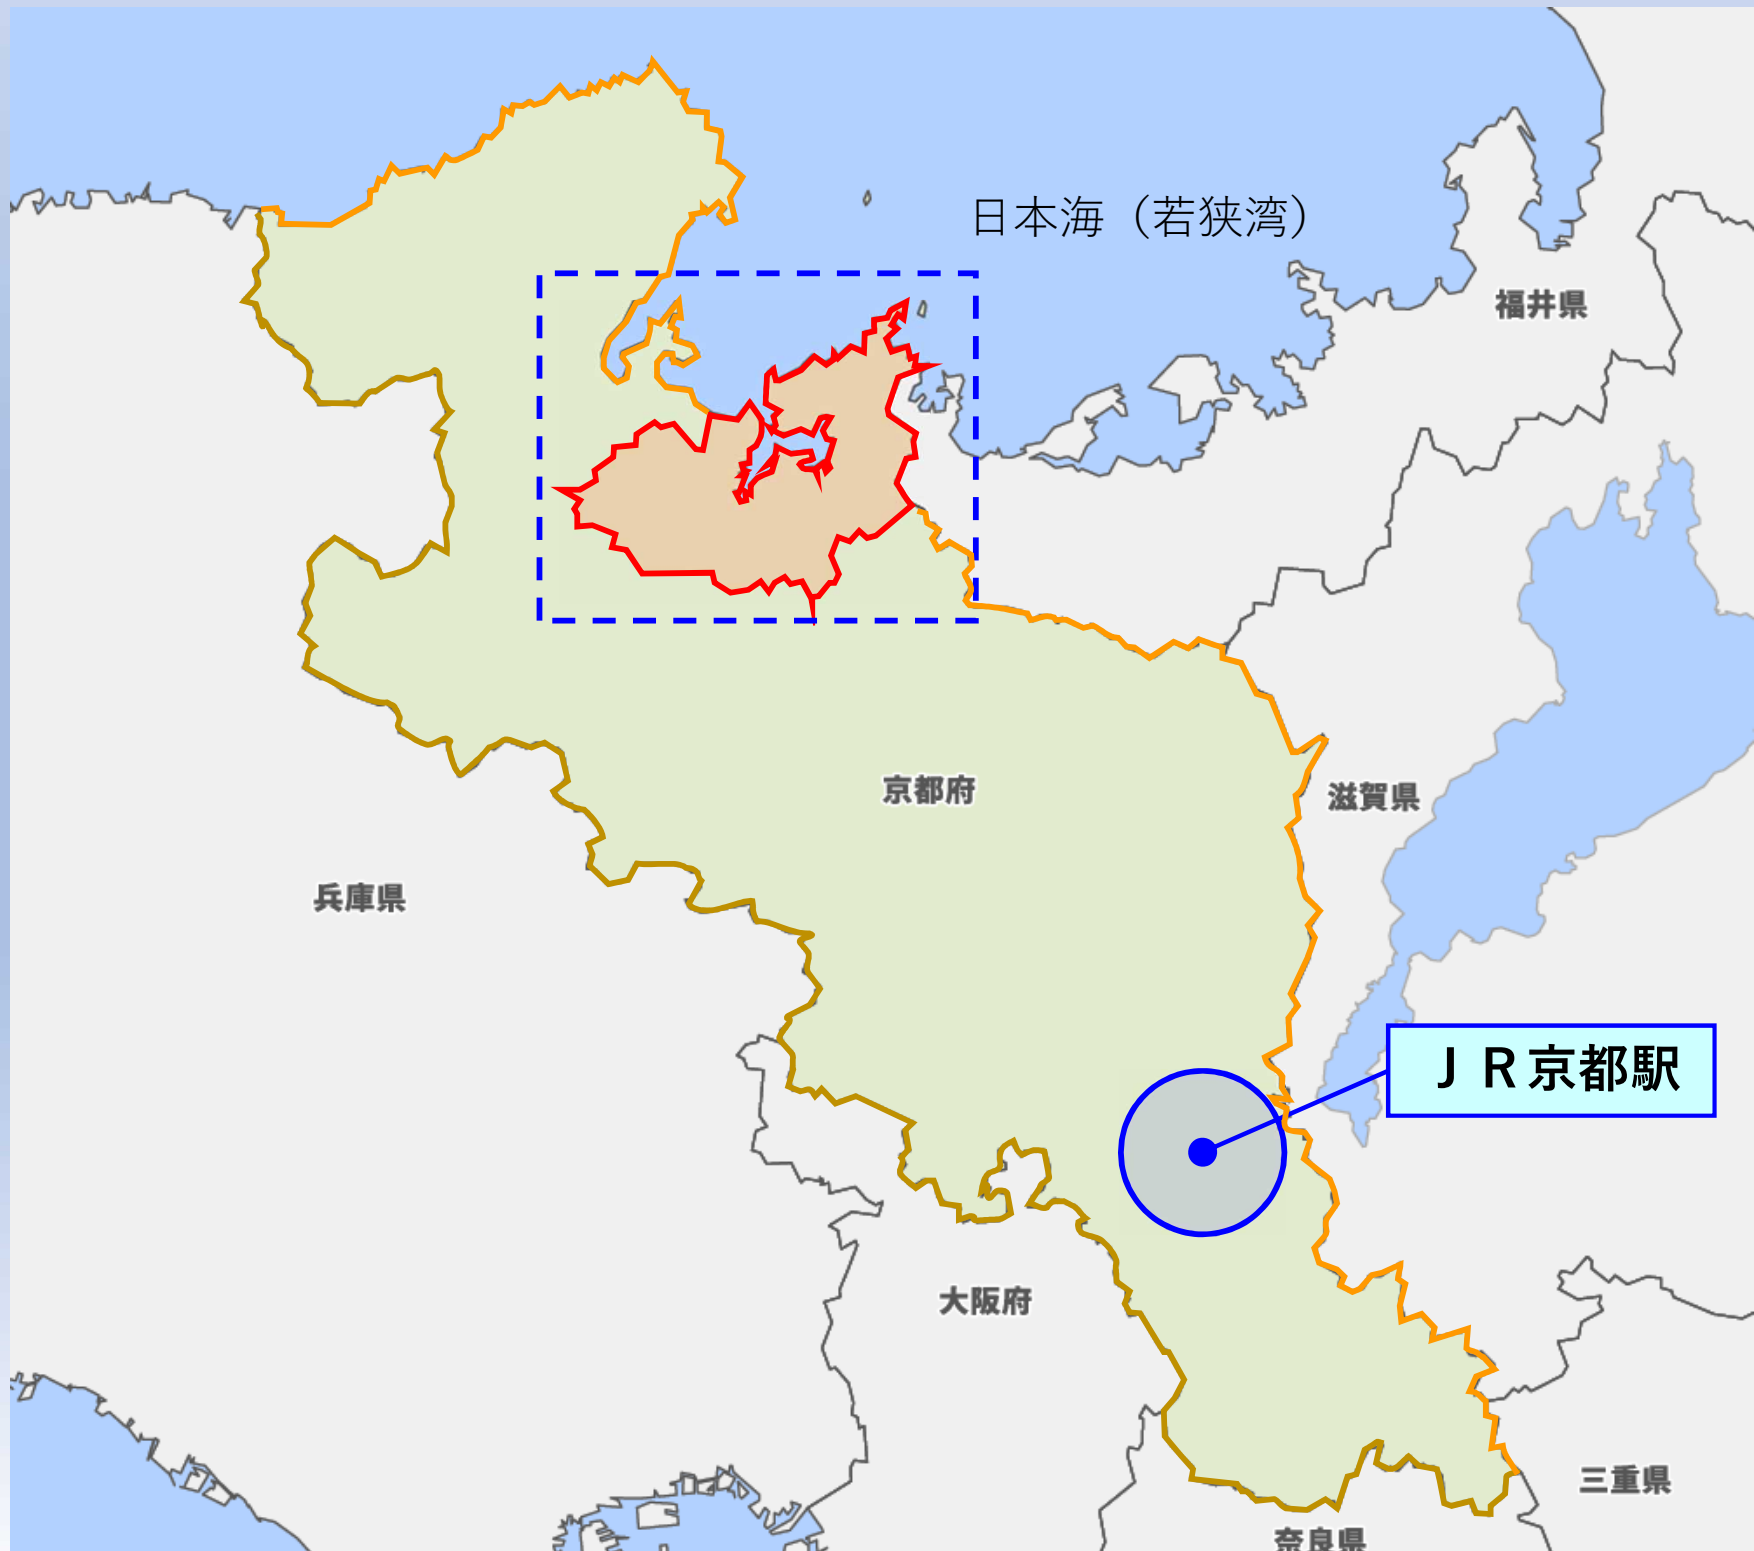 日本海（若狭湾）
福井県
京都府
滋賀県
兵庫県
ＪＲ京都駅
大阪府
三重県
奈良県